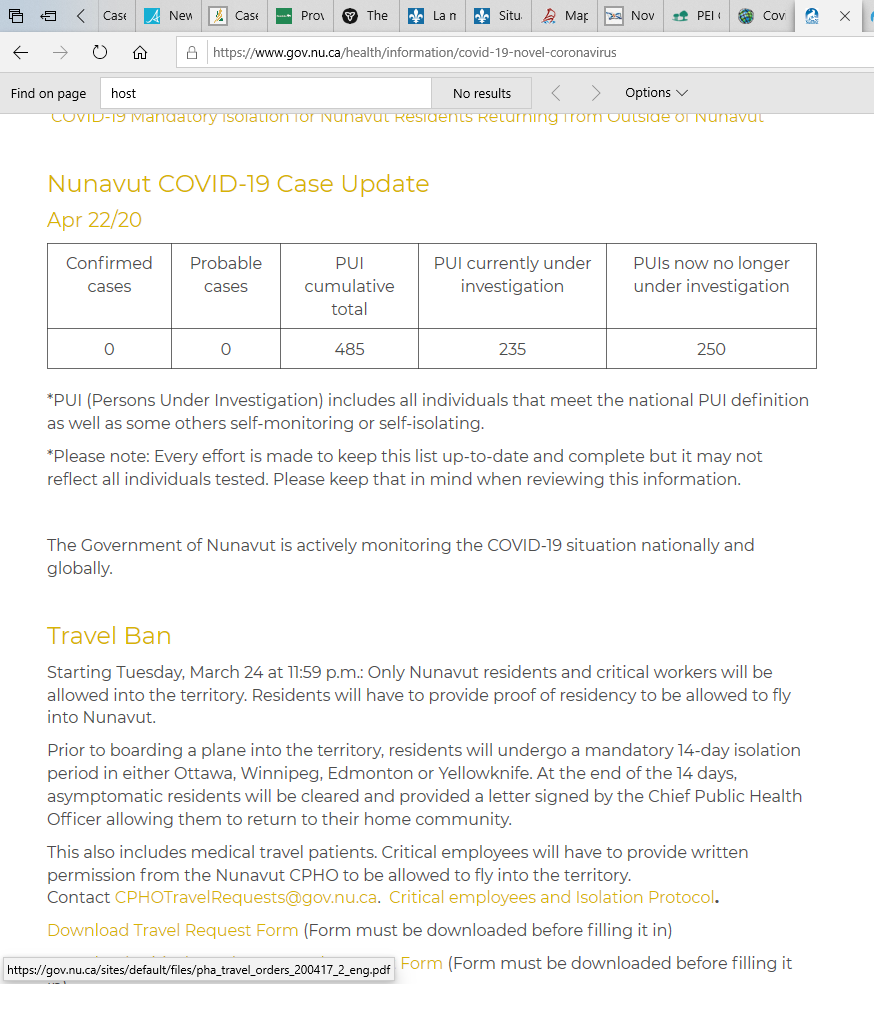 Case
New
Case
Prov
The
La n
Situ
Map
Nov
PEI
Cov
https://www.gov.nu.ca/health/information/covid-19-novel-coronavirus
Find on page host No results Options
COVID-19 Mandatory Isolation for Nunavut Residents Returning from Outside of Nunavut
Nunavut COVID-19 Case Update
Apr 22/20
Confirmed cases
Probable cases
PUI cumulative total
PUI currently under investigation
PUIs now no longer under investigation
0 0 485 235 250
*PUI (Persons Under Investigation) includes all individuals that meet the national PUI definition
as well as some others self-monitoring or self-isolating.
*Please note: Every effort is made to keep this list up-to-date and complete but it may not
reflect all individuals tested. Please keep that in mind when reviewing this information.
The Government of Nunavut is actively monitoring the COVID-19 situation nationally and
globally.
Travel Ban
Starting Tuesday, March 24 at 11:59 p.m.: Only Nunavut residents and critical workers will be
allowed into the territory. Residents will have to provide proof of residency to be allowed to fly
into Nunavut.
Prior to boarding a plane into the territory, residents will undergo a mandatory 14-day isolation
period in either Ottawa, Winnipeg, Edmonton or Yellowknife. At the end of the 14 days,
asymptomatic residents will be cleared and provided a letter signed by the Chief Public Health
Officer allowing them to return to their home community.
This also includes medical travel patients. Critical employees will have to provide written
permission from the Nunavut CPHO to be allowed to fly into the territory.
Contact CPHOTravelRequests@gov.nu.ca. Critical employees and Isolation Protocol.
Download Travel Request Form (Form must be downloaded before filling it in)
Form (Form must be downloaded before filling it
https://gov.nu.ca/sites/default/files/pha_travel_orders_200417_2_eng.pdf